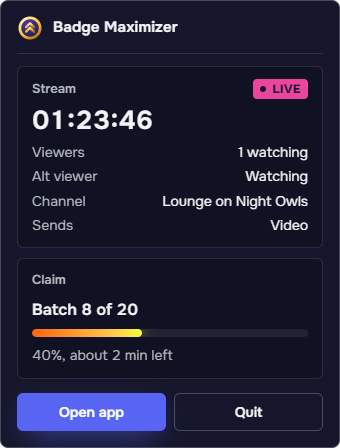 Badge Maximizer
Stream
LIVE
01:23:46
Viewers 1 watching
Alt viewer Watching
Channel Lounge on Night Owls
Sends Video
Claim
Batch 8 of 20
40%, about 2 min left
Open app Quit